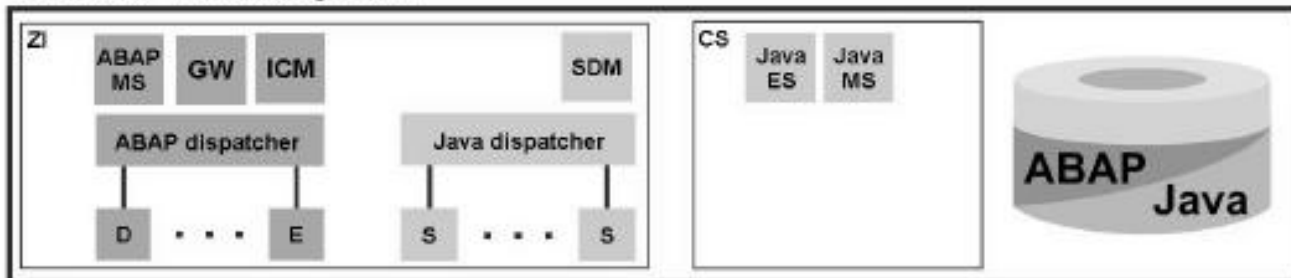 ZI
ABAP
MS
GW
ICM
SDM
ABAP dispatcher
Java dispatcher
D
. . .
E
S
. . .
S
CS
Java
ES
Java
MS
ABAP
Java